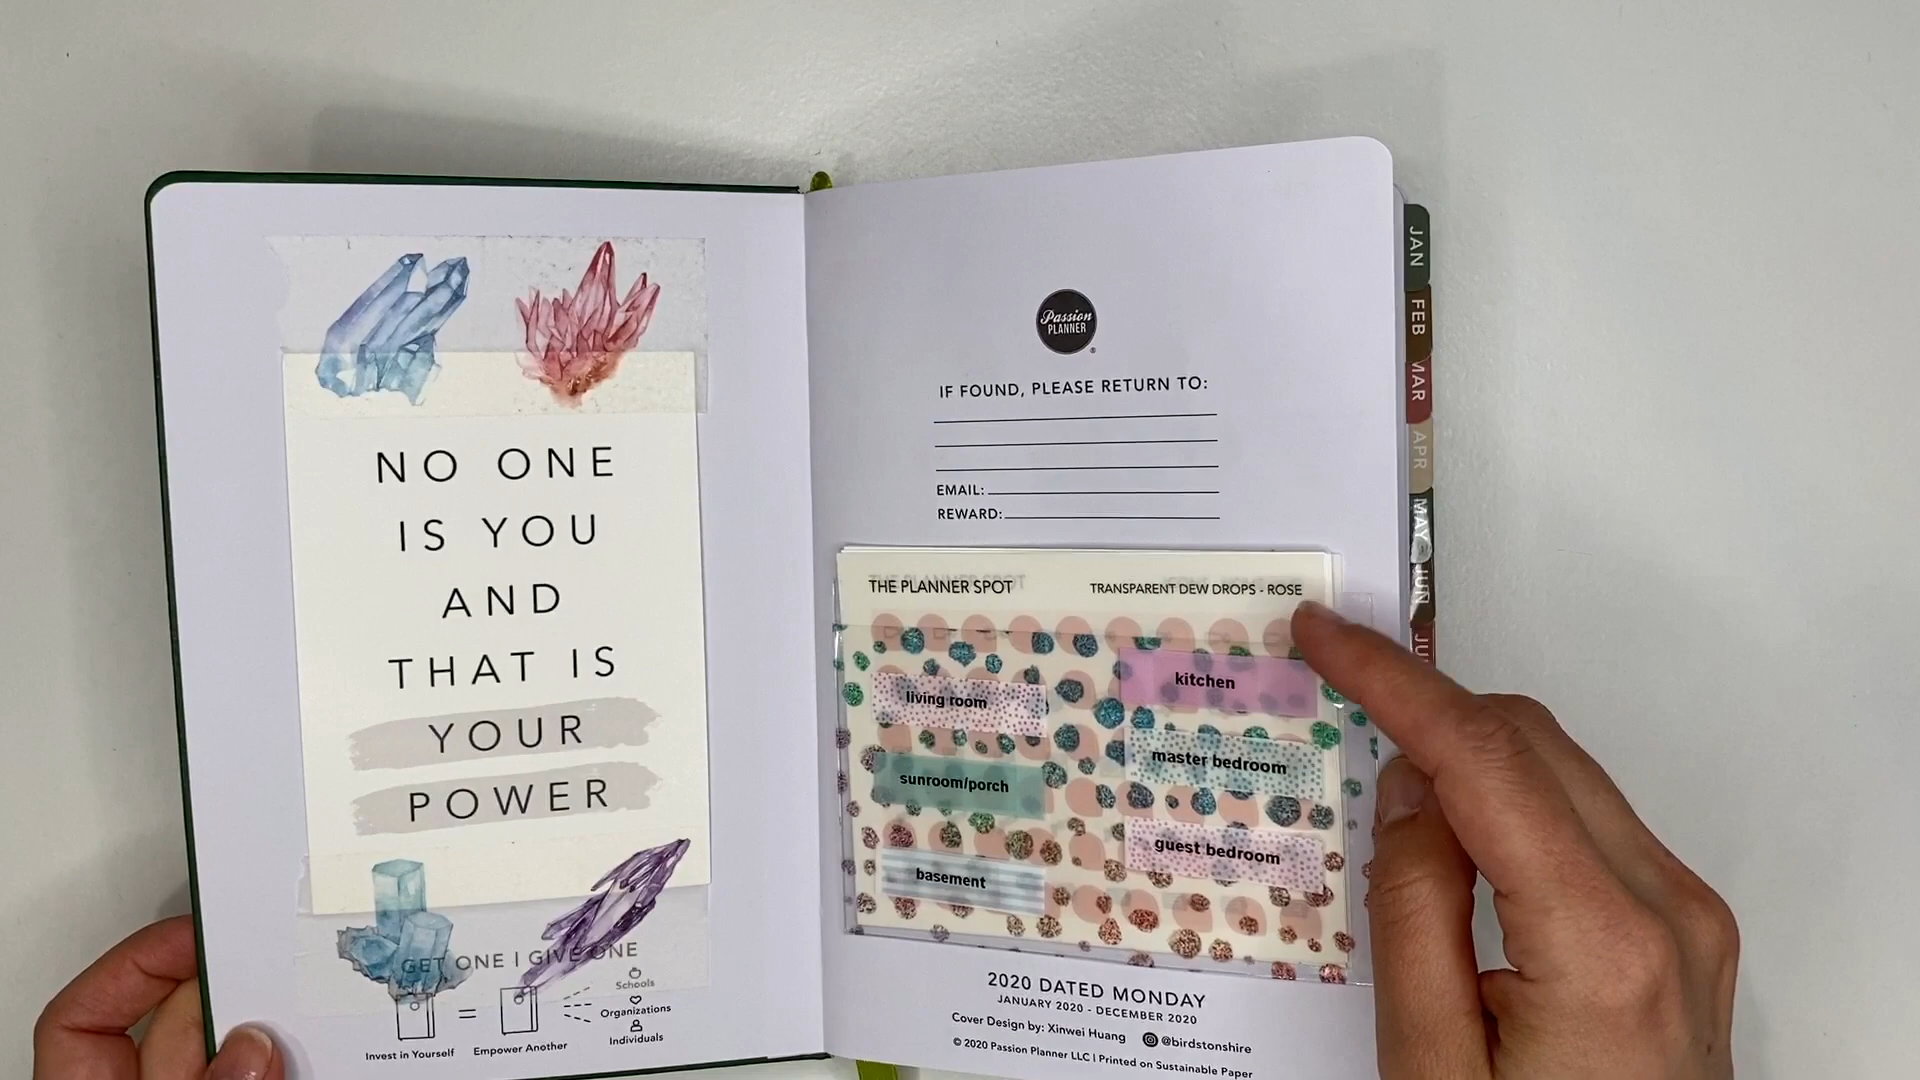 NO ONE
IS YOU
AND
THAT IS
YOUR
POWER
GET ONE | GIVE ONE
=
Schools
Organizations
Individuals
Invest in Yourself
Empower Another
Passion
PLANNER
®
IF FOUND, PLEASE RETURN TO:
EMAIL:
REWARD:
THE PLANNER SPOT
TRANSPARENT DEW DROPS - ROSE
living room
kitchen
sunroom/porch
master bedroom
basement
guest bedroom
2020 DATED MONDAY
JANUARY 2020 - DECEMBER 2020
Cover Design by: Xinwei Huang @birdstonshire
© 2020 Passion Planner LLC | Printed on Sustainable Paper
JAN
FEB
MAR
APR
MAY
JUN